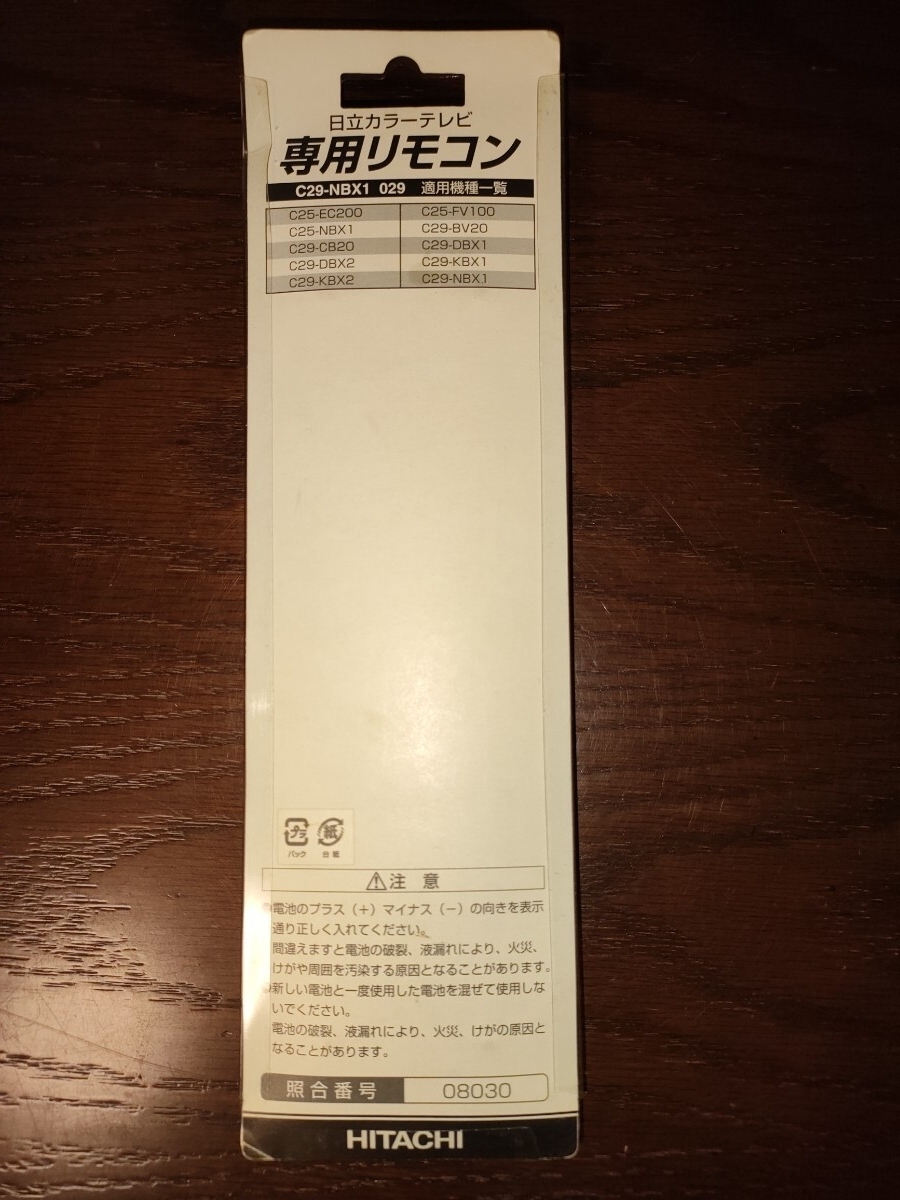 日立カラーテレビ
専用リモコン
C29-NBX1 029 適用機種一覧
C25-EC200 C25-FV100
C25-NBX1 C29-BV20
C29-CB20 C29-DBX1
C29-DBX2 C29-KBX1
C29-KBX2 C29-NBX1
プラ 紙
パック 台紙
⚠注 意
●電池のプラス(+)マイナス(−)の向きを表示
通り正しく入れてください。
間違えますと電池の破裂、液漏れにより、火災、
けがや周囲を汚染する原因となることがあります。
●新しい電池と一度使用した電池を混ぜて使用しな
いでください。
電池の破裂、液漏れにより、火災、けがの原因と
なることがあります。
照合番号 08030
HITACHI